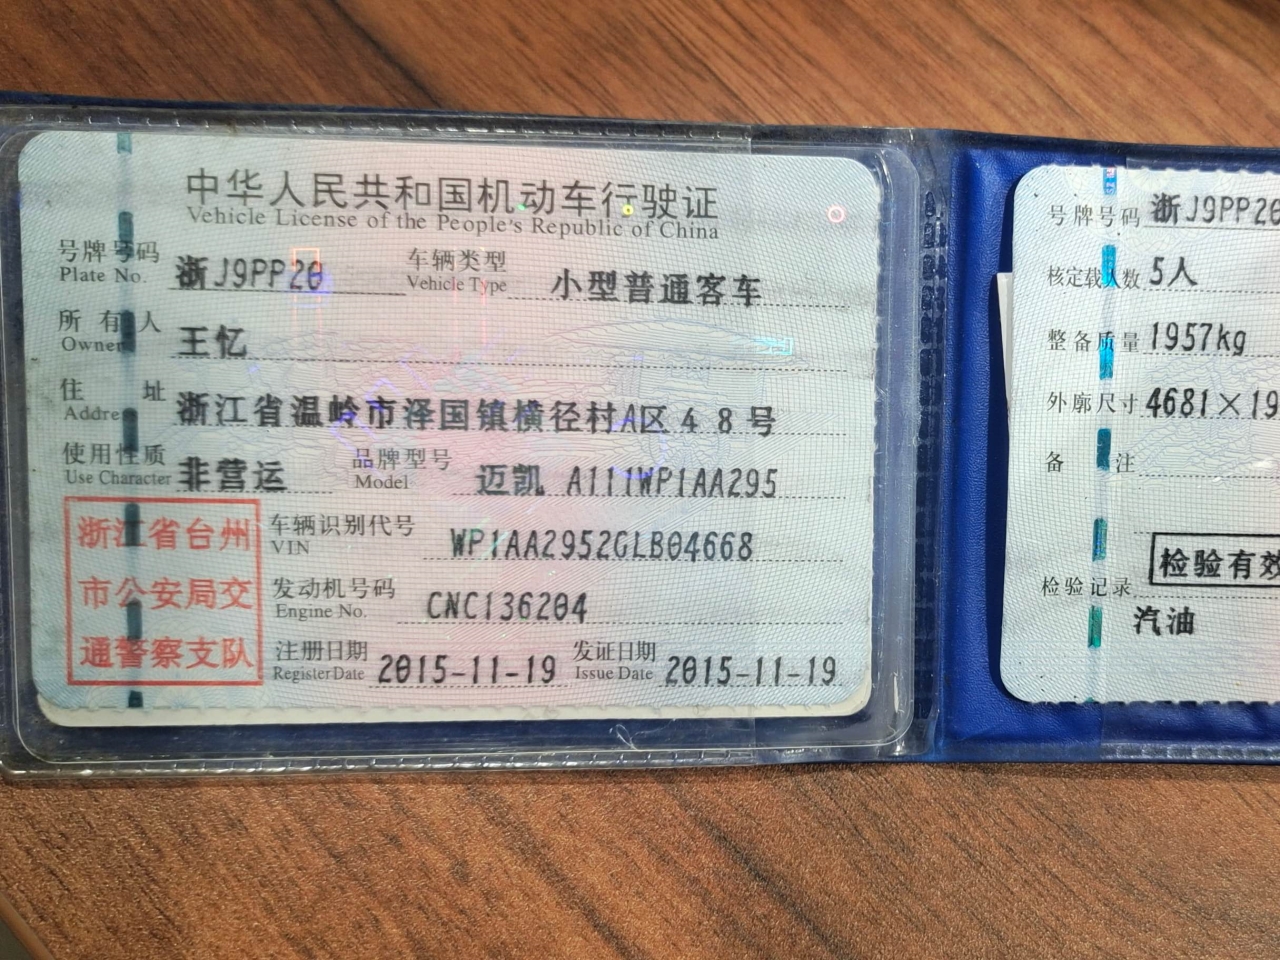 中华人民共和国机动车行驶证
Vehicle License of the People's Republic of China
号牌号码 浙J9PP20 车辆类型 小型普通客车
Plate No. Vehicle Type
所有人 王忆
Owner
住址 浙江省温岭市泽国镇横径村A区48号
Addre
使用性质 非营运 品牌型号 迈凯 A111WP1AA295
Use Character Model
浙江省台州
市公安局交
通警察支队
车辆识别代号 WP1AA2952GLB04668
VIN
发动机号码 CNC136204
Engine No.
注册日期 2015-11-19 发证日期 2015-11-19
Register Date Issue Date
号牌号码 浙J9PP20
核定载人数 5人
整备质量 1957kg
外廓尺寸 4681×19
备注
检验有效
检验记录
汽油